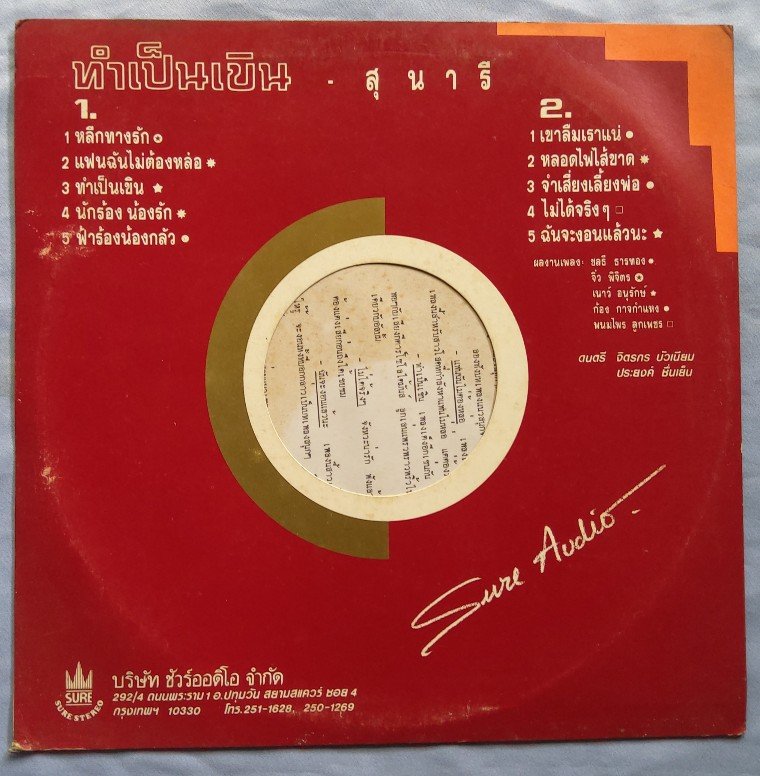 ทำเป็นเขิน - สุนารี
1.
1 หลีกทางรัก ✪
2 แฟนฉันไม่ต้องหล่อ ✸
3 ทำเป็นเขิน ★
4 นักร้อง น้องรัก ✸
5 ฟ้าร้องน้องกลัว ●
2.
1 เขาลืมเราแน่ ●
2 หลอดไฟไส้ขาด ✸
3 จำเสี่ยงเลี้ยงพ่อ ●
4 ไม่ได้จริงๆ □
5 ฉันจะงอนแล้วนะ ★
ผลงานเพลง: ชลธี ธารทอง ●
จิ๋ว พิจิตร ✪
เนาว์ อนุรักษ์ ★
ก้อง กาจกำแหง ●
พนมไพร ลูกเพชร □
ดนตรี จิตรกร บัวเนียม
ประยงค์ ชื่นเย็น
Sure Audio
SURE
SURE STEREO
บริษัท ชัวร์ออดิโอ จำกัด
292/4 ถนนพระราม 1 อ.ปทุมวัน สยามสแควร์ ซอย 4
กรุงเทพฯ 10330 โทร. 251-1628, 250-1269